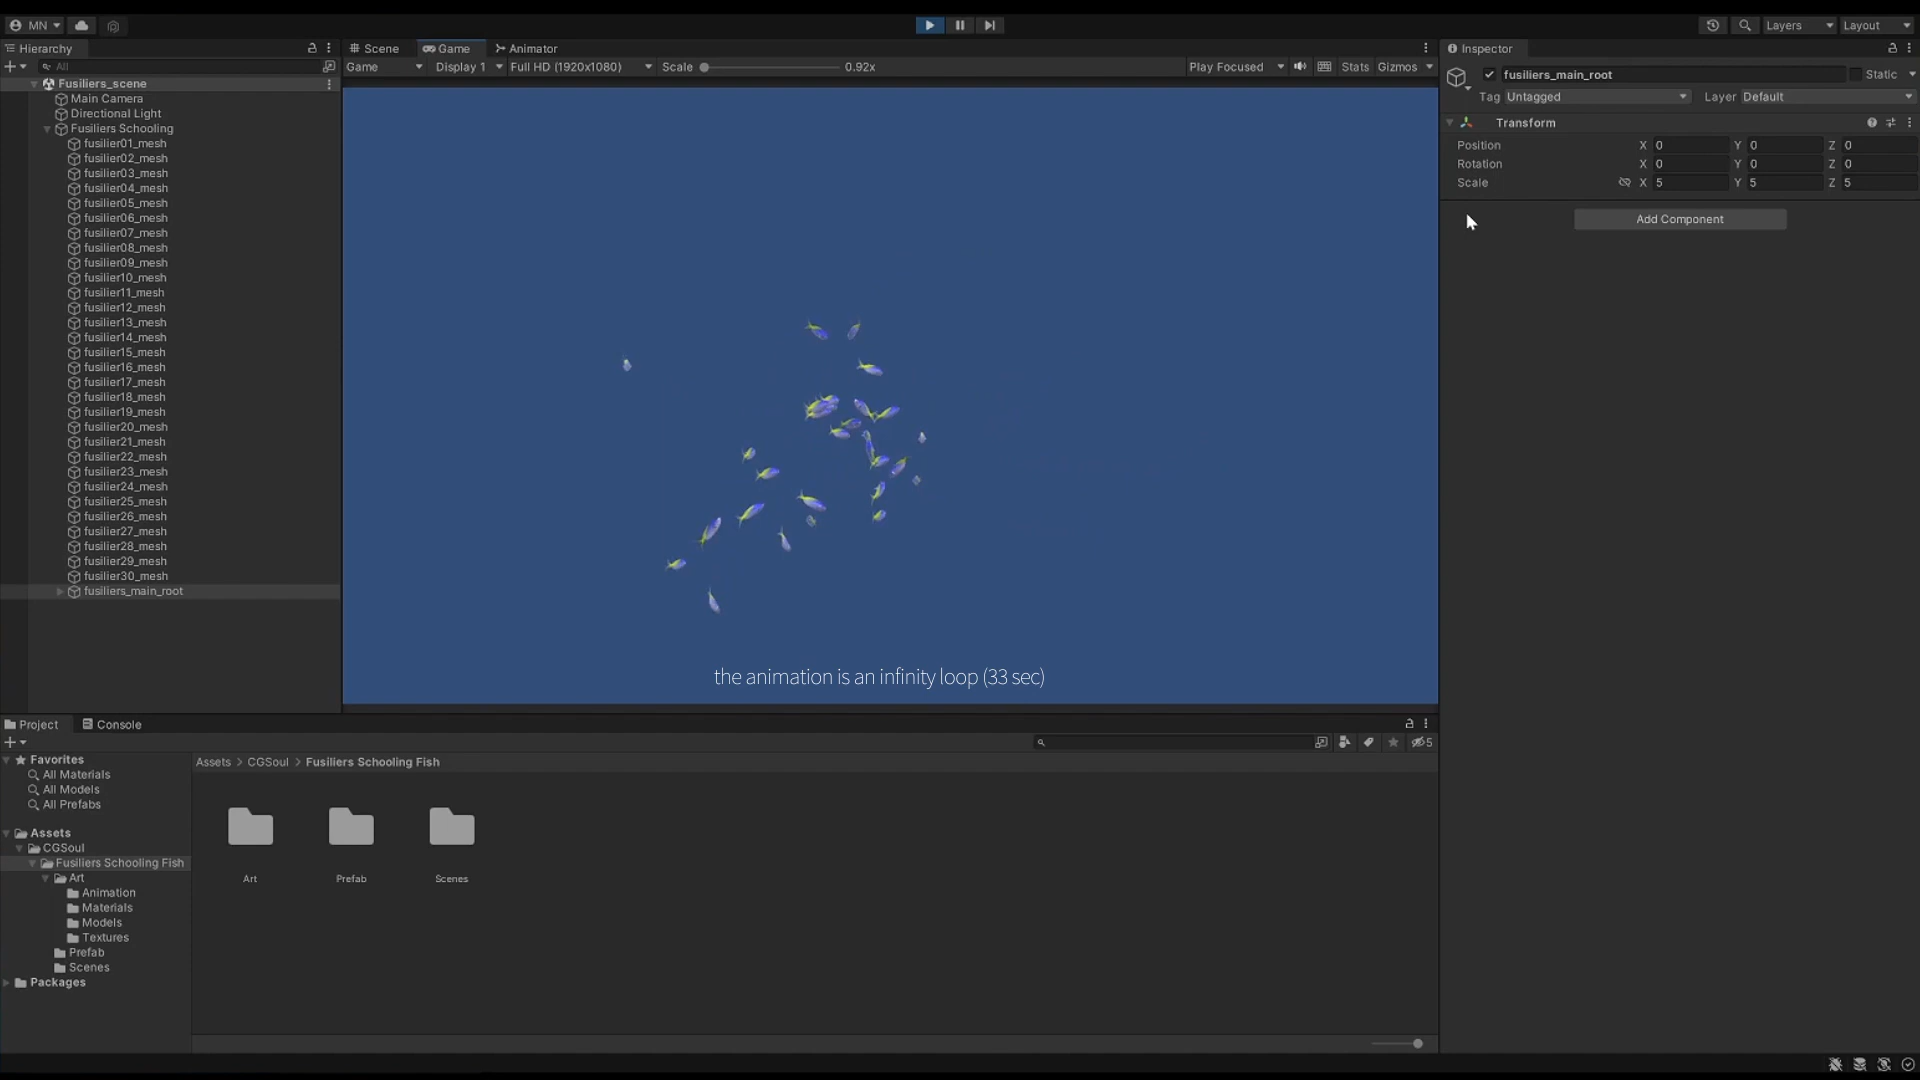 MN
Layers
Layout
Hierarchy
Scene
Game
Animator
Inspector
All
Game
Display 1
Full HD (1920x1080)
Scale
0.92x
Play Focused
Stats
Gizmos
fusiliers_main_root
Static
Tag
Untagged
Layer
Default
Transform
Position X 0 Y 0 Z 0
Rotation X 0 Y 0 Z 0
Scale X 5 Y 5 Z 5
Add Component
Fusiliers_scene
Main Camera
Directional Light
Fusiliers Schooling
fusilier01_mesh
fusilier02_mesh
fusilier03_mesh
fusilier04_mesh
fusilier05_mesh
fusilier06_mesh
fusilier07_mesh
fusilier08_mesh
fusilier09_mesh
fusilier10_mesh
fusilier11_mesh
fusilier12_mesh
fusilier13_mesh
fusilier14_mesh
fusilier15_mesh
fusilier16_mesh
fusilier17_mesh
fusilier18_mesh
fusilier19_mesh
fusilier20_mesh
fusilier21_mesh
fusilier22_mesh
fusilier23_mesh
fusilier24_mesh
fusilier25_mesh
fusilier26_mesh
fusilier27_mesh
fusilier28_mesh
fusilier29_mesh
fusilier30_mesh
fusiliers_main_root
the animation is an infinity loop (33 sec)
Project
Console
5
Favorites
All Materials
All Models
All Prefabs
Assets
CGSoul
Fusiliers Schooling Fish
Art
Animation
Materials
Models
Textures
Prefab
Scenes
Packages
Assets > CGSoul > Fusiliers Schooling Fish
Art
Prefab
Scenes